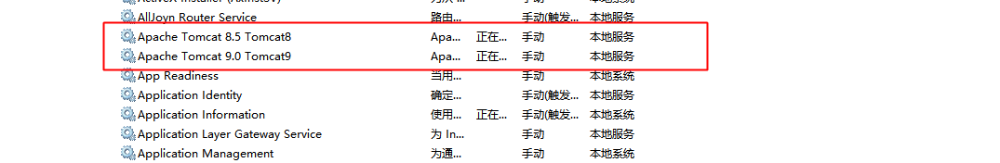 AllJoyn Router Service 路由... 手动(触发... 本地服务
Apache Tomcat 8.5 Tomcat8 Apa... 正在... 手动 本地服务
Apache Tomcat 9.0 Tomcat9 Apa... 正在... 手动 本地服务
App Readiness 当用... 手动 本地系统
Application Identity 确定... 手动(触发... 本地服务
Application Information 使用... 正在... 手动(触发... 本地系统
Application Layer Gateway Service 为 In... 手动 本地服务
Application Management 为通... 手动 本地系统